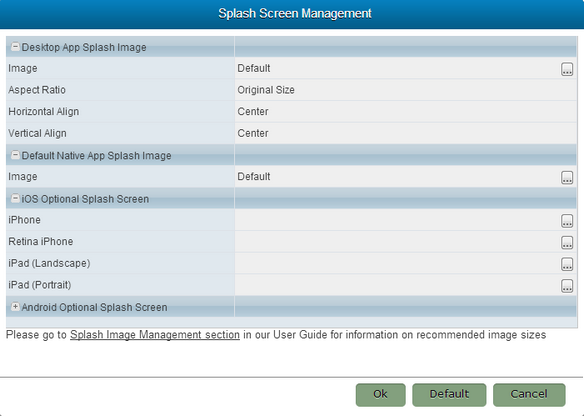 Splash Screen Management
Desktop App Splash Image
Image Default ...
Aspect Ratio Original Size
Horizontal Align Center
Vertical Align Center
Default Native App Splash Image
Image Default ...
iOS Optional Splash Screen
iPhone ...
Retina iPhone ...
iPad (Landscape) ...
iPad (Portrait) ...
Android Optional Splash Screen
Please go to Splash Image Management section in our User Guide for information on recommended image sizes
Ok Default Cancel